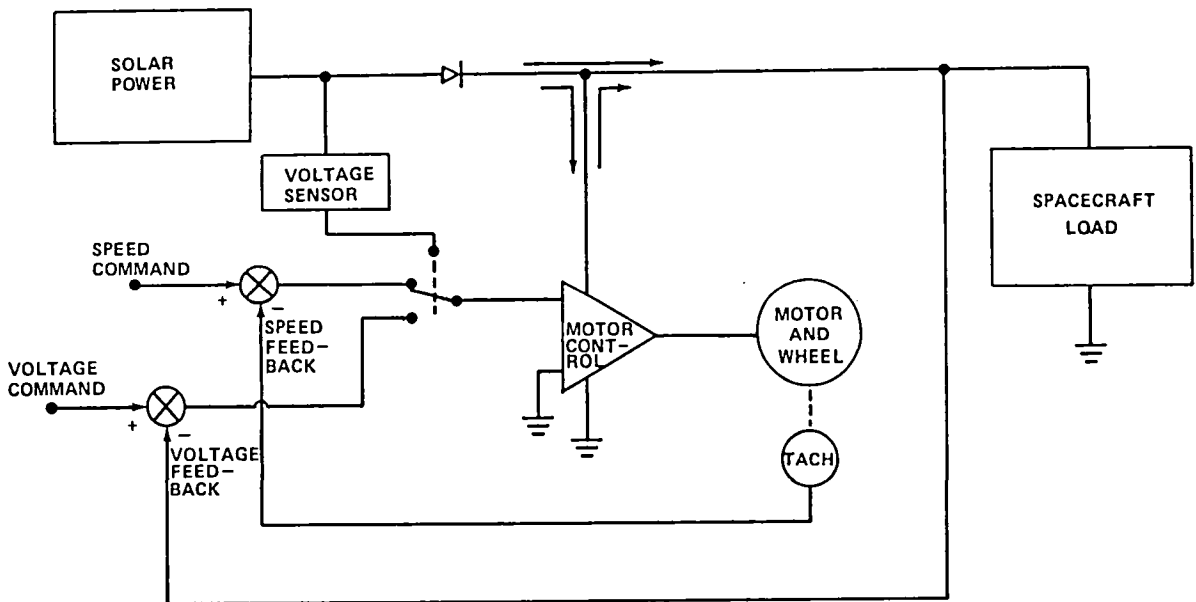 SOLAR
POWER
VOLTAGE
SENSOR
SPACECRAFT
LOAD
SPEED
COMMAND
+
−
SPEED
FEED−
BACK
MOTOR
CONT−
ROL
MOTOR
AND
WHEEL
VOLTAGE
COMMAND
+
−
VOLTAGE
FEED−
BACK
TACH